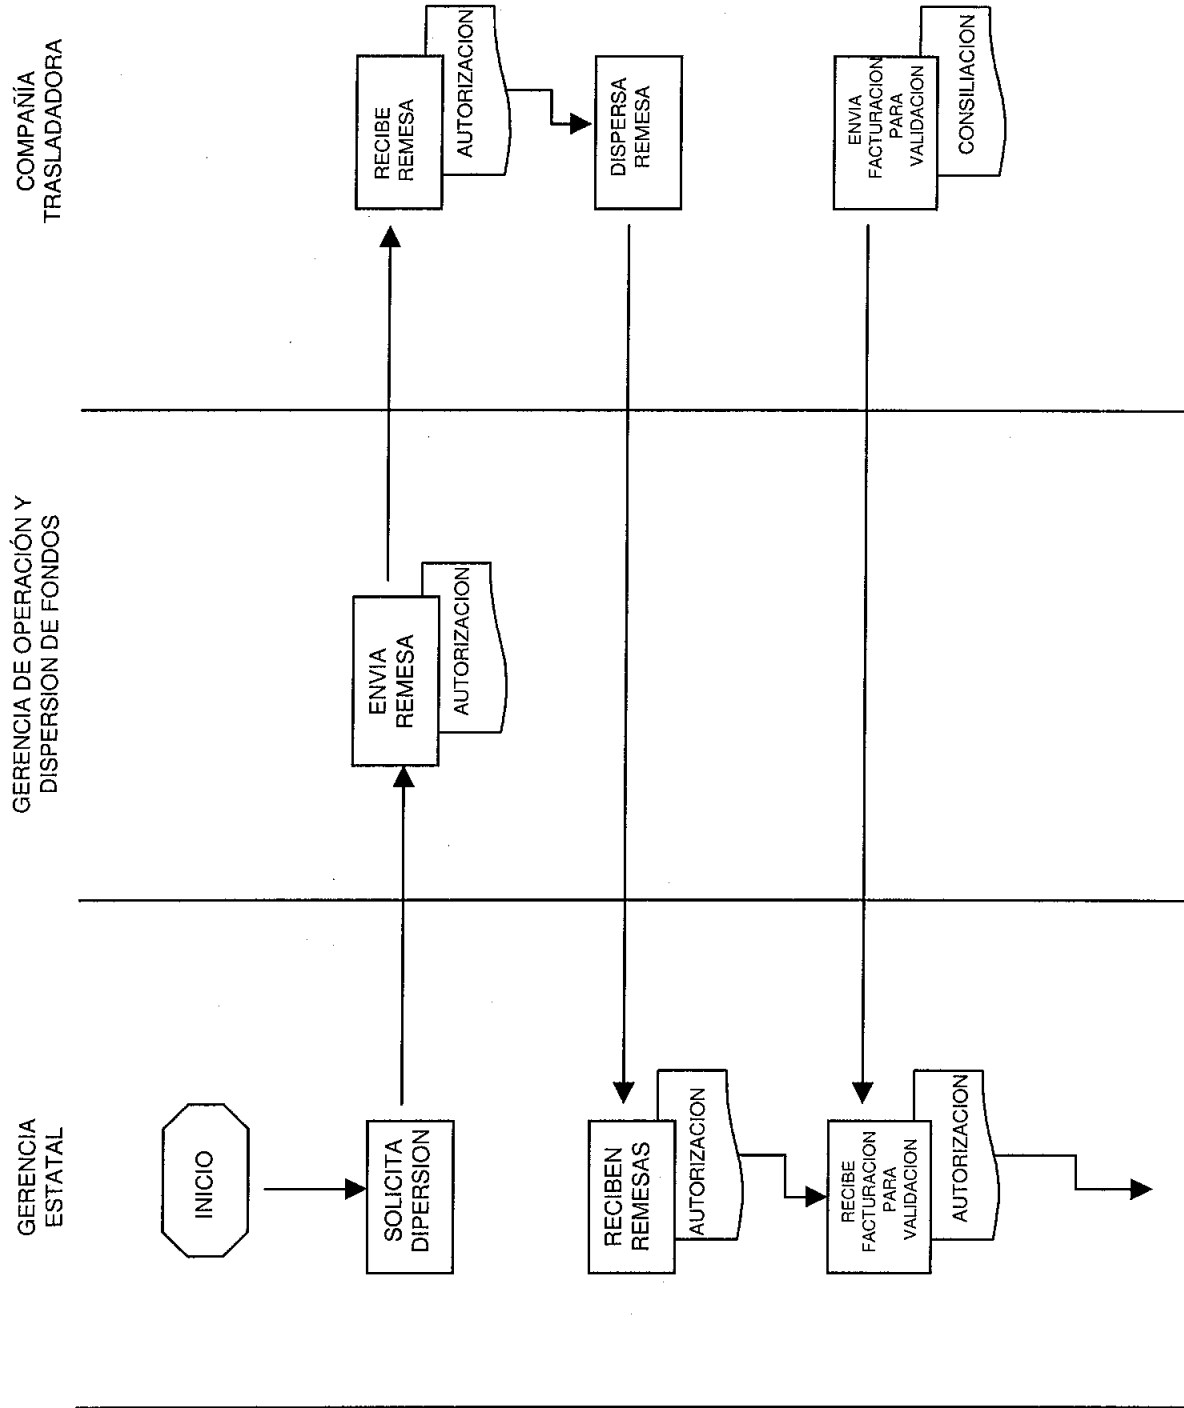 GERENCIA
ESTATAL
GERENCIA DE OPERACIÓN Y
DISPERSION DE FONDOS
COMPAÑÍA
TRASLADADORA
INICIO
SOLICITA
DIPERSION
ENVIA
REMESA
AUTORIZACION
RECIBE
REMESA
AUTORIZACION
DISPERSA
REMESA
RECIBEN
REMESAS
AUTORIZACION
ENVIA
FACTURACION
PARA
VALIDACION
CONSILIACION
RECIBE
FACTURACION
PARA
VALIDACION
AUTORIZACION